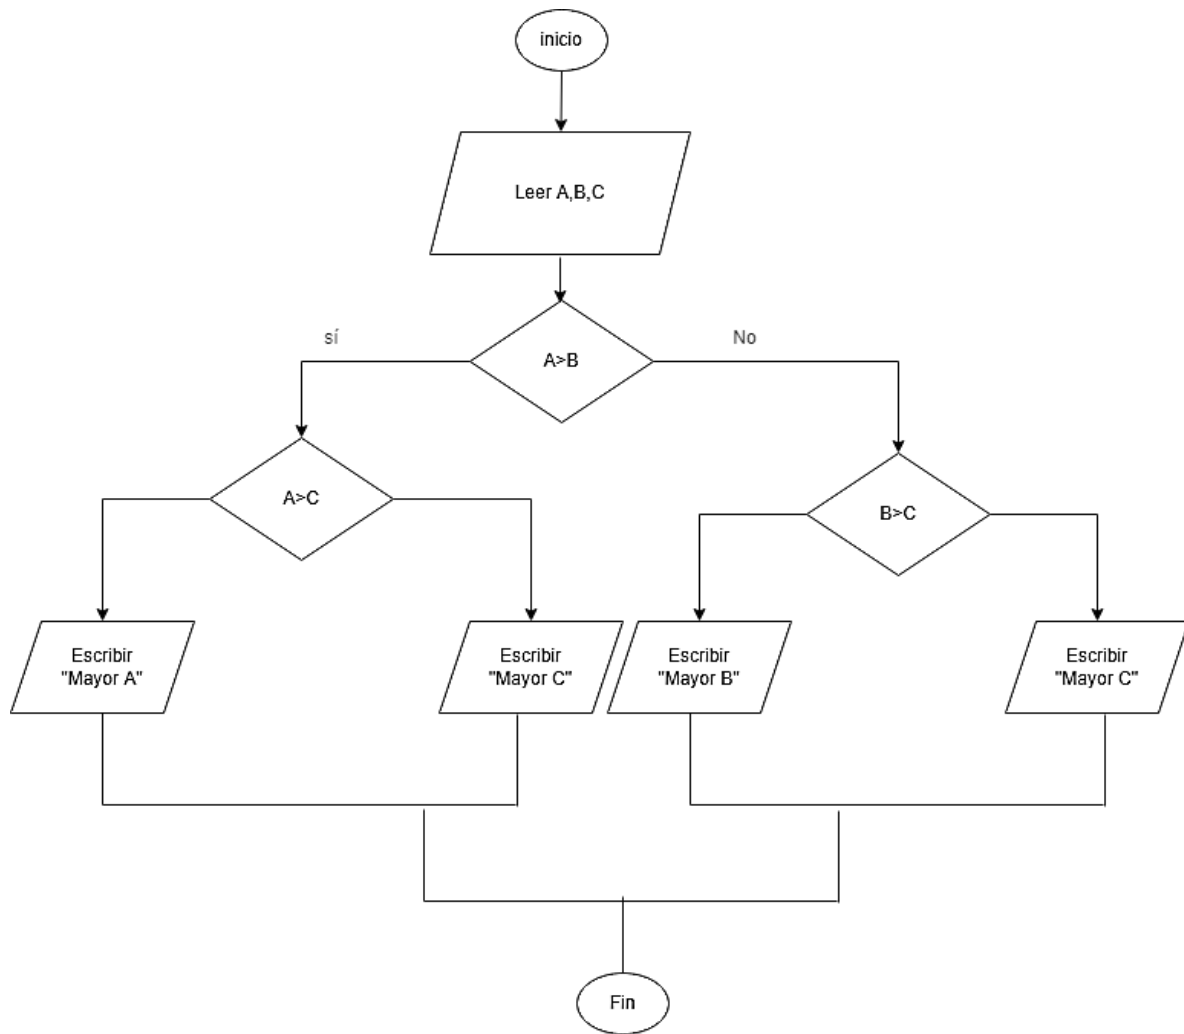 inicio
Leer A,B,C
sí
No
A>B
A>C
B>C
Escribir
"Mayor A"
Escribir
"Mayor C"
Escribir
"Mayor B"
Escribir
"Mayor C"
Fin